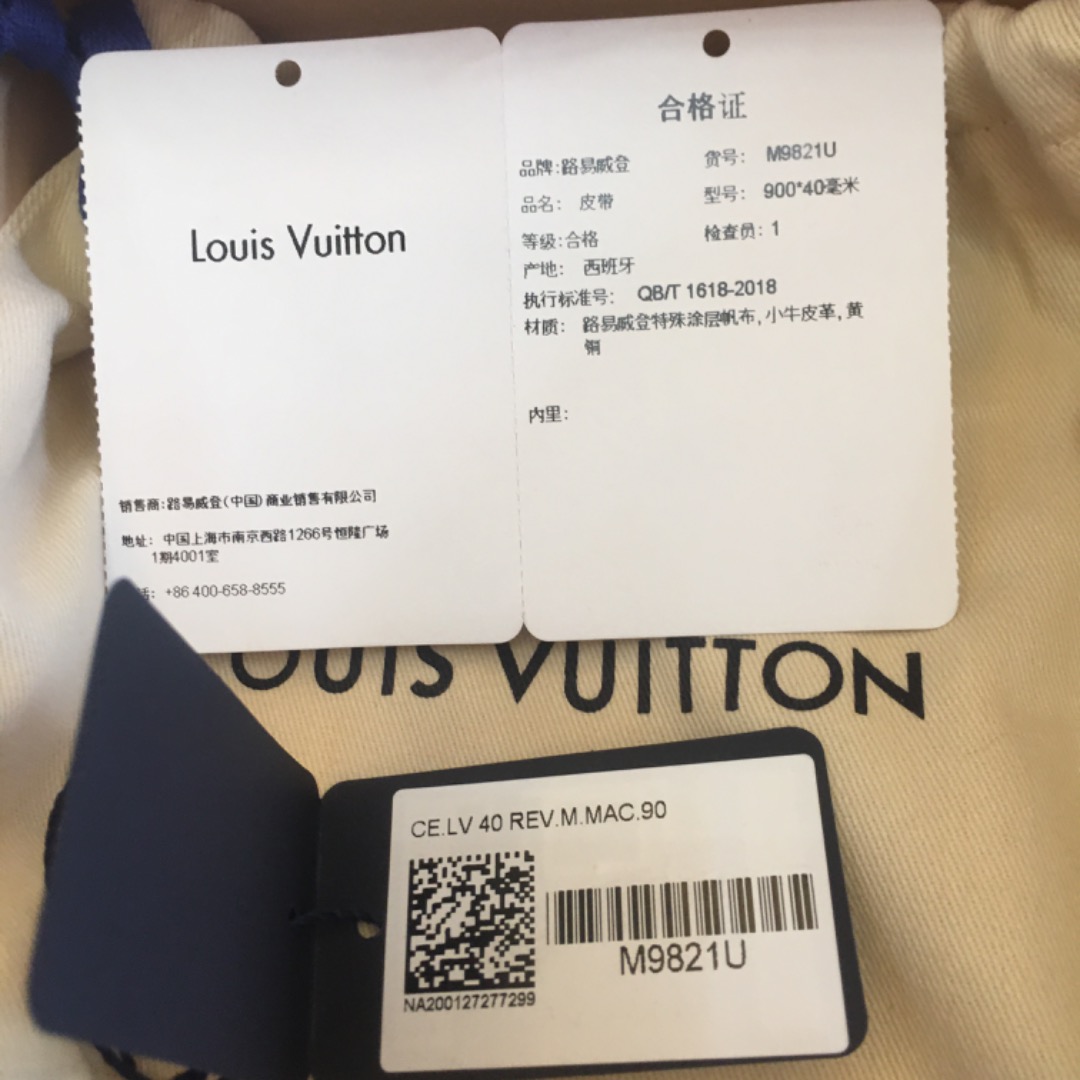 Louis Vuitton
销售商:路易威登(中国)商业销售有限公司
地址: 中国上海市南京西路1266号恒隆广场
1期4001室
话: +86 400-658-8555
合格证
品牌:路易威登 货号: M9821U
品名: 皮带 型号: 900*40毫米
等级:合格 检查员: 1
产地: 西班牙
执行标准号: QB/T 1618-2018
材质: 路易威登特殊涂层帆布,小牛皮革,黄
铜
内里:
OUIS VUITTON
CE.LV 40 REV.M.MAC.90
M9821U
NA200127277299